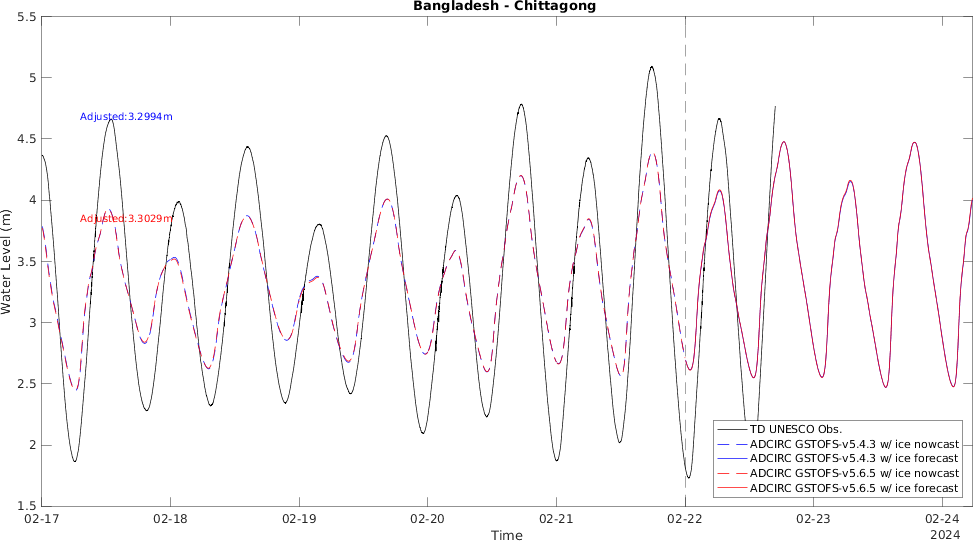 Bangladesh - Chittagong
5.5
5
4.5
4
3.5
3
2.5
2
1.5
Water Level (m)
Adjusted:3.2994m
Adjusted:3.3029m
TD UNESCO Obs.
ADCIRC GSTOFS-v5.4.3 w/ ice nowcast
ADCIRC GSTOFS-v5.4.3 w/ ice forecast
ADCIRC GSTOFS-v5.6.5 w/ ice nowcast
ADCIRC GSTOFS-v5.6.5 w/ ice forecast
02-17 02-18 02-19 02-20 02-21 02-22 02-23 02-24
Time
2024